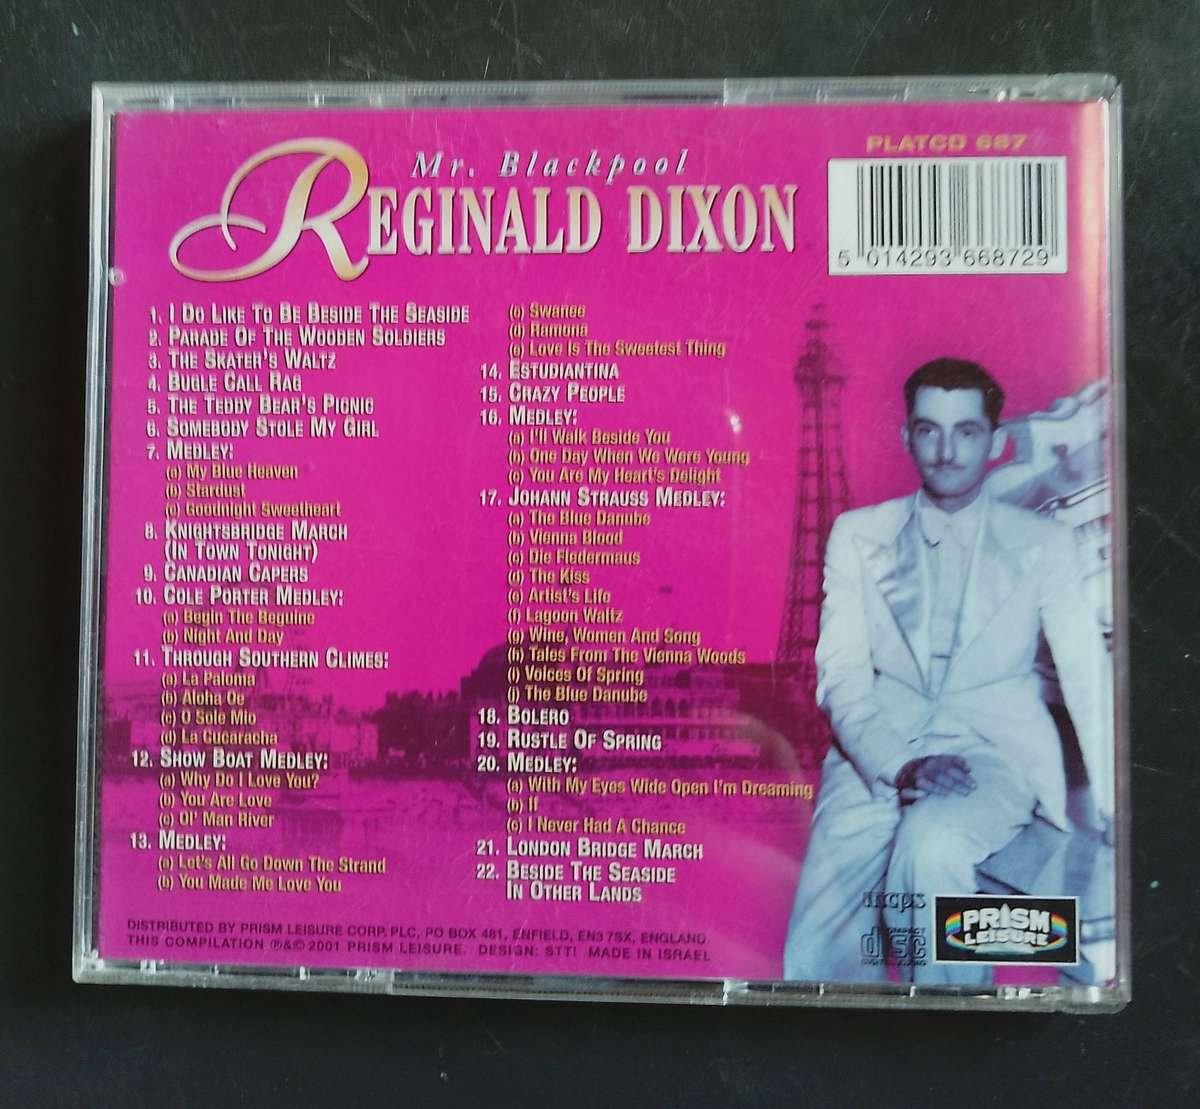 Mr. Blackpool
REGINALD DIXON
PLATCD 687
5 014293 668729
1. I DO LIKE TO BE BESIDE THE SEASIDE
2. PARADE OF THE WOODEN SOLDIERS
3. THE SKATER'S WALTZ
4. BUGLE CALL RAG
5. THE TEDDY BEAR'S PICNIC
6. SOMEBODY STOLE MY GIRL
7. MEDLEY:
(a) My Blue Heaven
(b) Stardust
(c) Goodnight Sweetheart
8. KNIGHTSBRIDGE MARCH
(IN TOWN TONIGHT)
9. CANADIAN CAPERS
10. COLE PORTER MEDLEY:
(a) Begin The Beguine
(b) Night And Day
11. THROUGH SOUTHERN CLIMES:
(a) La Paloma
(b) Aloha Oe
(c) O Sole Mio
(d) La Cucaracha
12. SHOW BOAT MEDLEY:
(a) Why Do I Love You?
(b) You Are Love
(c) Ol' Man River
13. MEDLEY:
(a) Let's All Go Down The Strand
(b) You Made Me Love You
(c) Swanee
(d) Ramona
(e) Love Is The Sweetest Thing
14. ESTUDIANTINA
15. CRAZY PEOPLE
16. MEDLEY:
(a) I'll Walk Beside You
(b) One Day When We Were Young
(c) You Are My Heart's Delight
17. JOHANN STRAUSS MEDLEY:
(a) The Blue Danube
(b) Vienna Blood
(c) Die Fledermaus
(d) The Kiss
(e) Artist's Life
(f) Lagoon Waltz
(g) Wine, Women And Song
(h) Tales From The Vienna Woods
(i) Voices Of Spring
(j) The Blue Danube
18. BOLERO
19. RUSTLE OF SPRING
20. MEDLEY:
(a) With My Eyes Wide Open I'm Dreaming
(b) If
(c) I Never Had A Chance
21. LONDON BRIDGE MARCH
22. BESIDE THE SEASIDE
IN OTHER LANDS
DISTRIBUTED BY PRISM LEISURE CORP. PLC, PO BOX 481, ENFIELD, EN3 7SX, ENGLAND.
THIS COMPILATION ℗&© 2001 PRISM LEISURE. DESIGN: STTI MADE IN ISRAEL
mcps
COMPACT
disc
DIGITAL AUDIO
PRISM
LEISURE